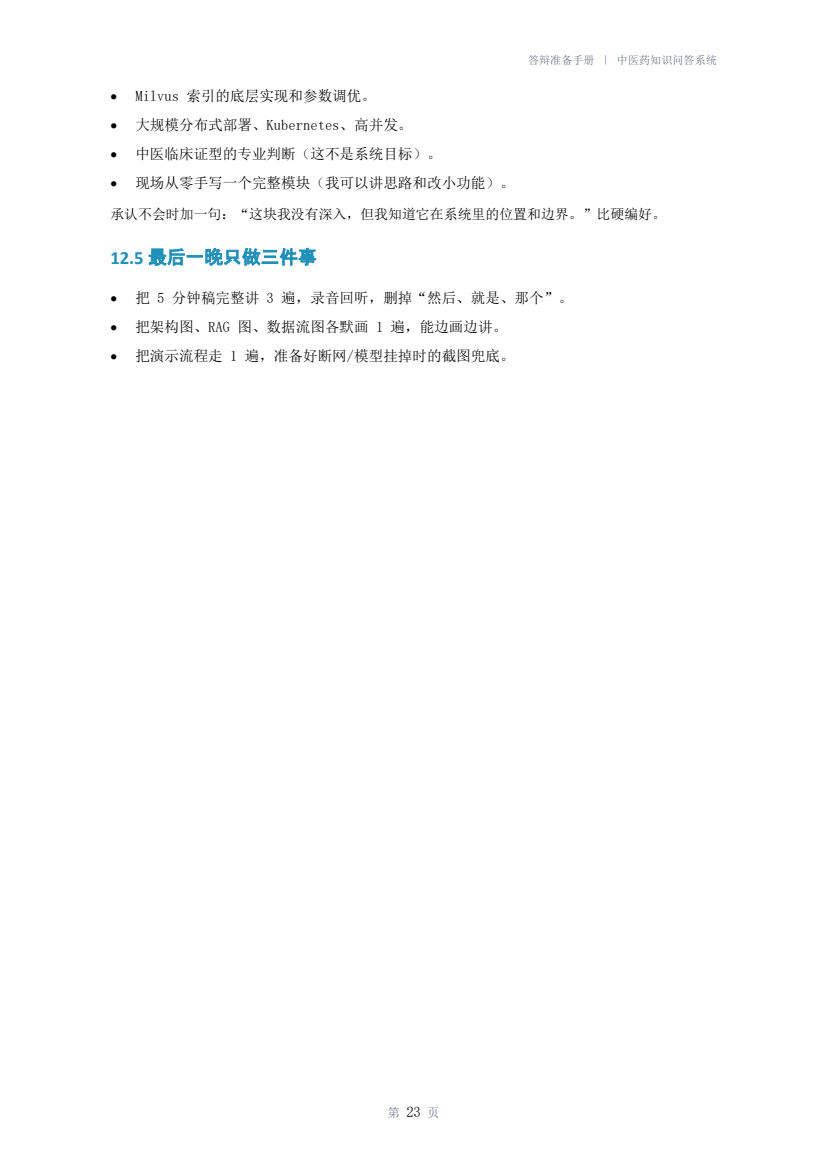 答辩准备手册 | 中医药知识问答系统
• Milvus 索引的底层实现和参数调优。
• 大规模分布式部署、Kubernetes、高并发。
• 中医临床证型的专业判断（这不是系统目标）。
• 现场从零手写一个完整模块（我可以讲思路和改小功能）。
承认不会时加一句：“这块我没有深入，但我知道它在系统里的位置和边界。”比硬编好。
12.5 最后一晚只做三件事
• 把 5 分钟稿完整讲 3 遍，录音回听，删掉“然后、就是、那个”。
• 把架构图、RAG 图、数据流图各默画 1 遍，能边画边讲。
• 把演示流程走 1 遍，准备好断网/模型挂掉时的截图兜底。
第 23 页